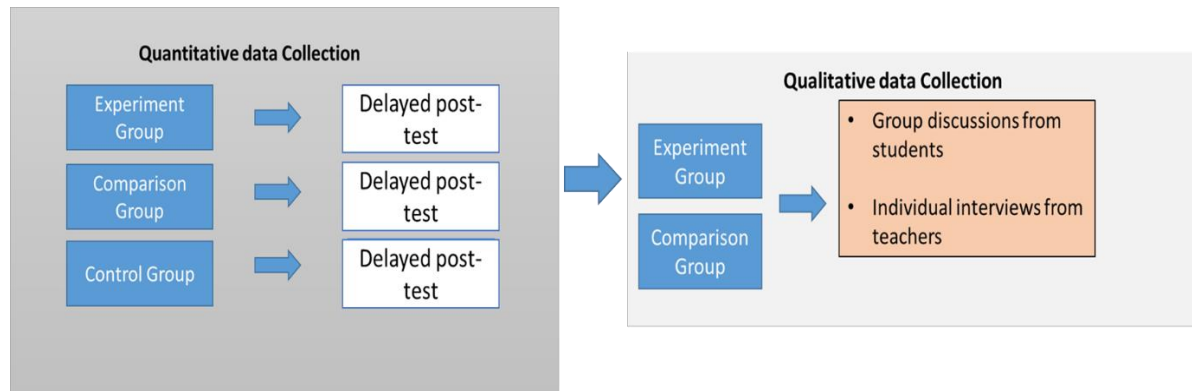 Quantitative data Collection
Experiment
Group
Delayed post-
test
Comparison
Group
Delayed post-
test
Control Group
Delayed post-
test
Qualitative data Collection
Experiment
Group
Comparison
Group
• Group discussions from
students
• Individual interviews from
teachers